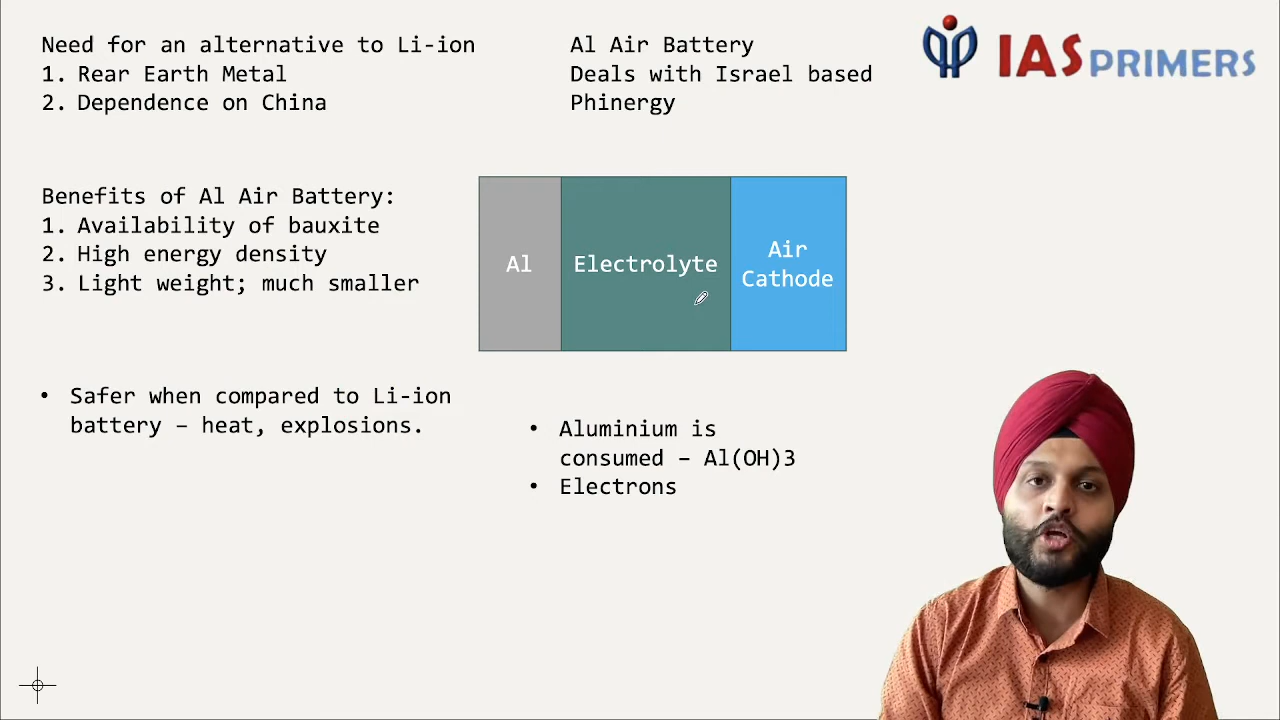 Need for an alternative to Li-ion
1. Rear Earth Metal
2. Dependence on China
Al Air Battery
Deals with Israel based
Phinergy
IAS PRIMERS
Benefits of Al Air Battery:
1. Availability of bauxite
2. High energy density
3. Light weight; much smaller
Al
Electrolyte
Air
Cathode
• Safer when compared to Li-ion
battery – heat, explosions.
• Aluminium is
consumed – Al(OH)3
• Electrons